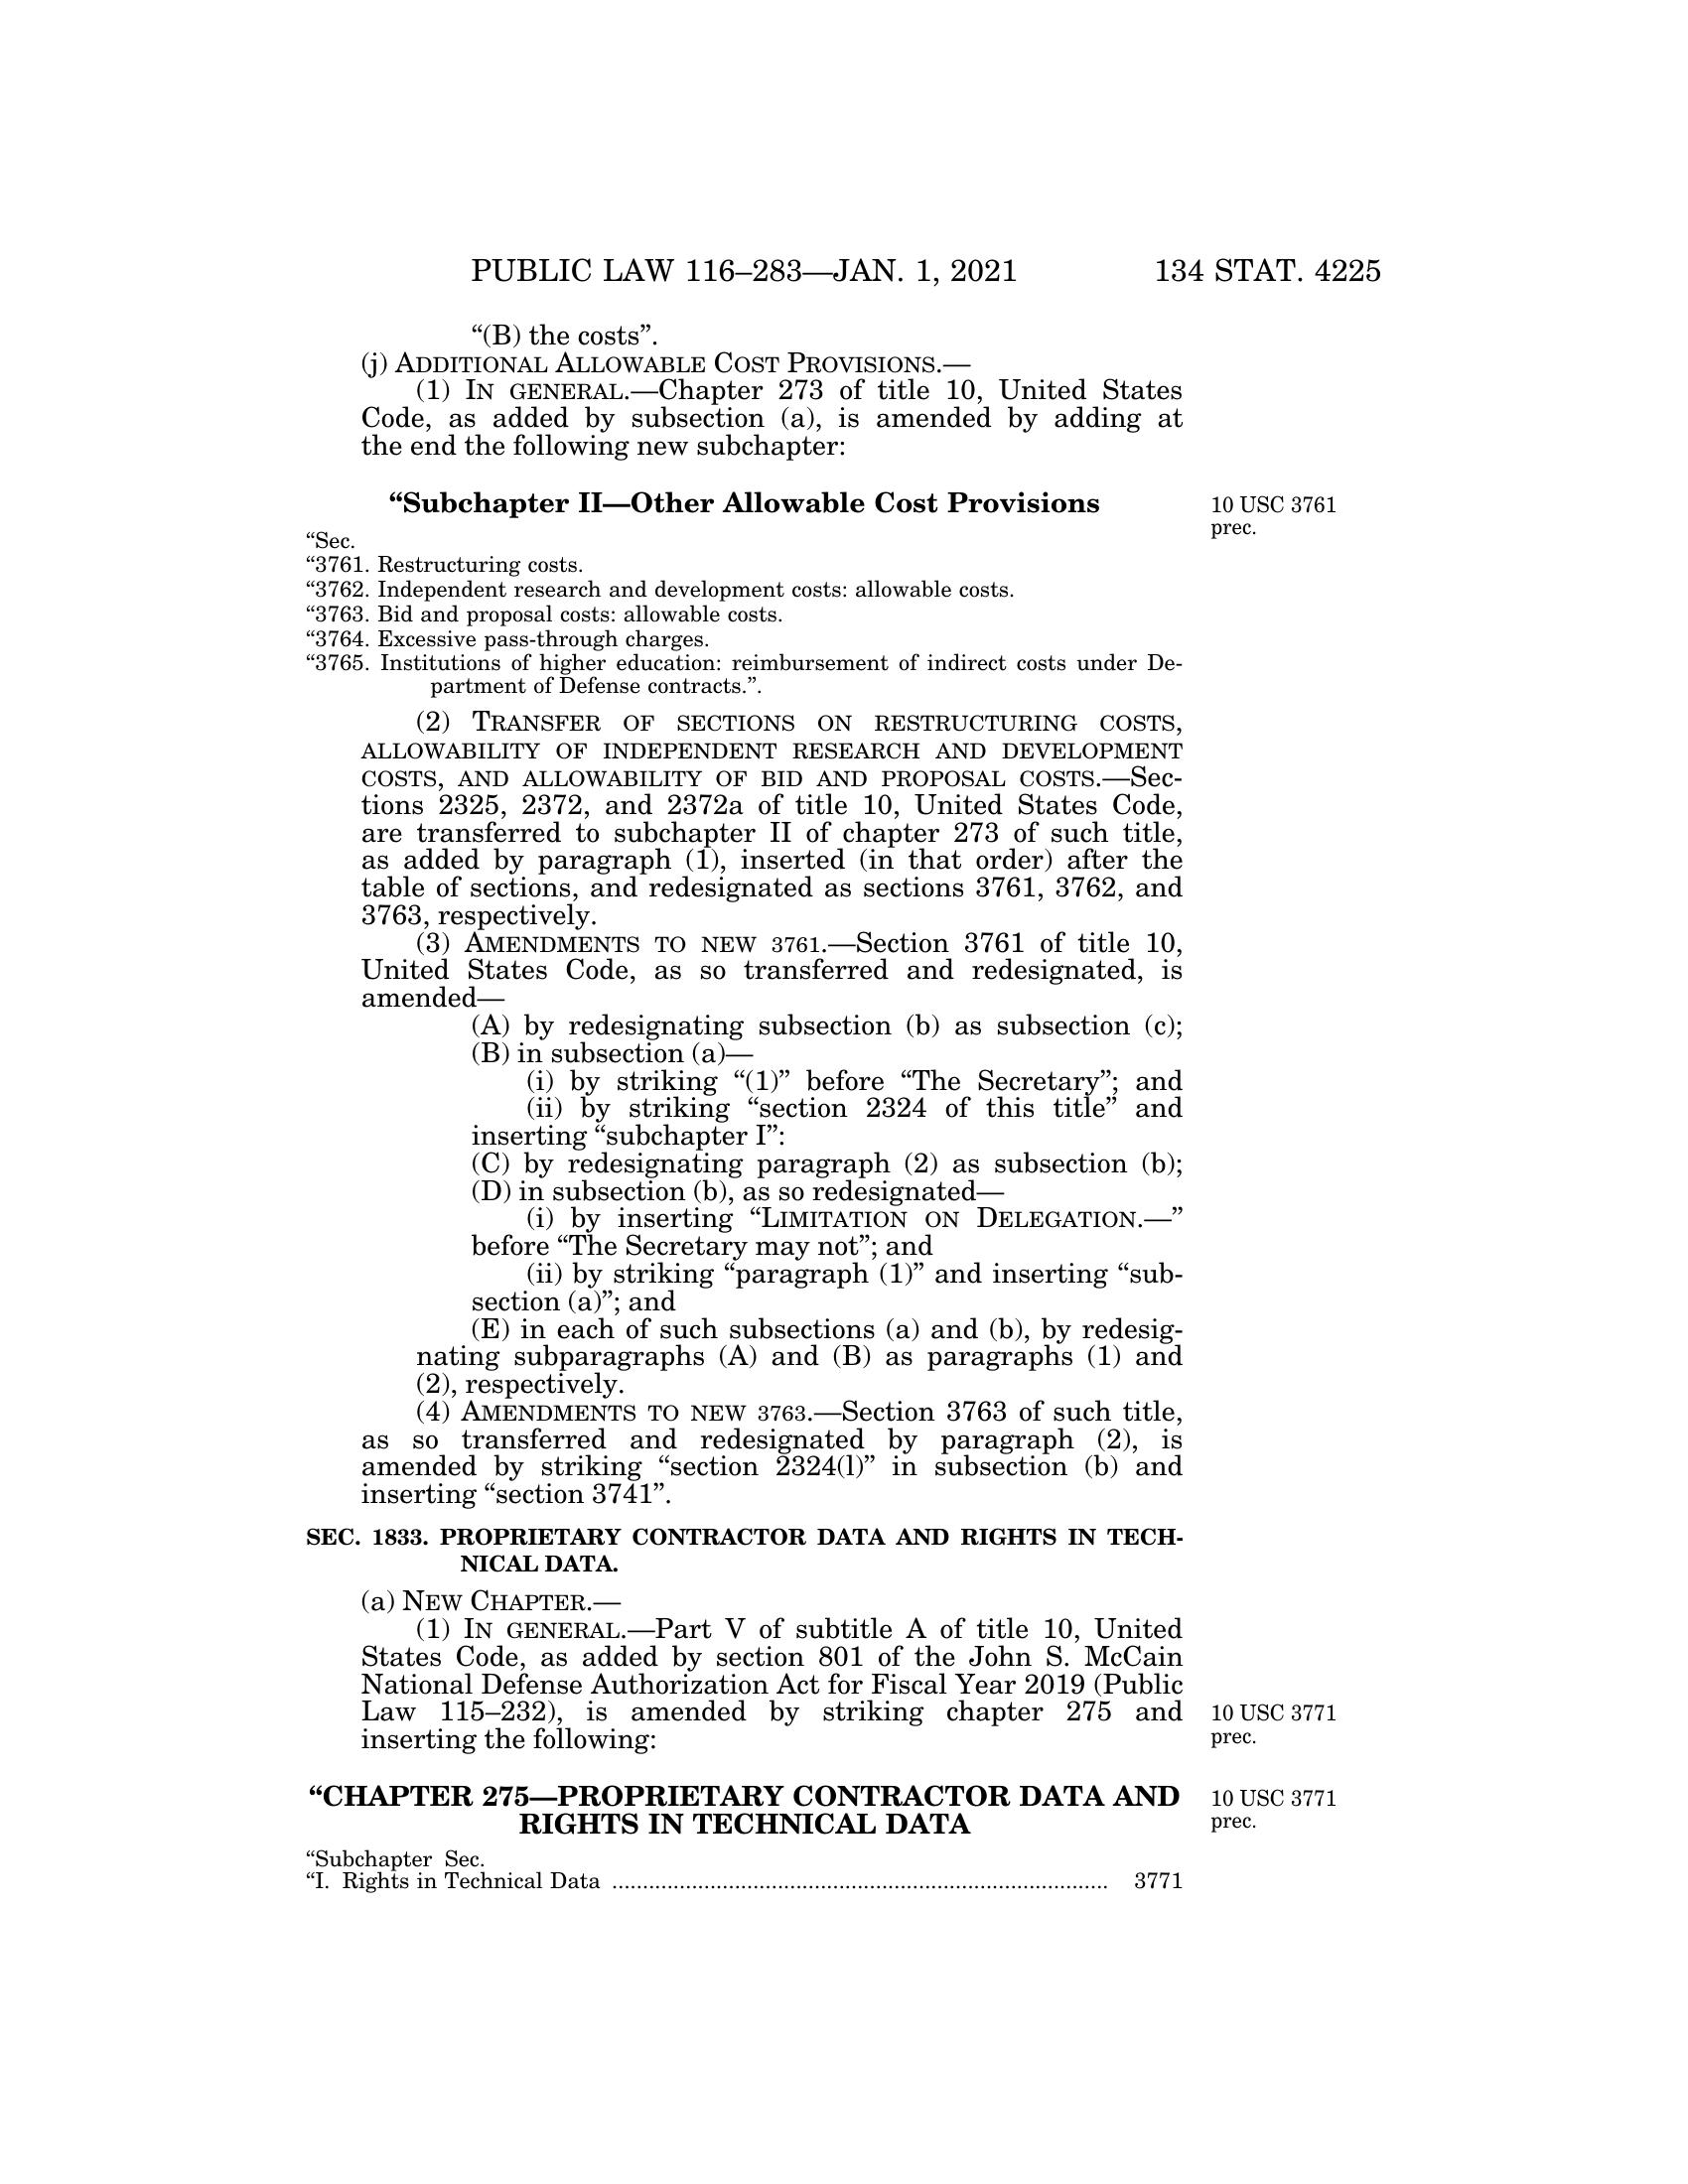 PUBLIC LAW 116–283—JAN. 1, 2021 134 STAT. 4225
“(B) the costs”.
(j) ADDITIONAL ALLOWABLE COST PROVISIONS.—
(1) IN GENERAL.—Chapter 273 of title 10, United States
Code, as added by subsection (a), is amended by adding at
the end the following new subchapter:
“Subchapter II—Other Allowable Cost Provisions
10 USC 3761
prec.
“Sec.
“3761. Restructuring costs.
“3762. Independent research and development costs: allowable costs.
“3763. Bid and proposal costs: allowable costs.
“3764. Excessive pass-through charges.
“3765. Institutions of higher education: reimbursement of indirect costs under De-
partment of Defense contracts.”.
(2) TRANSFER OF SECTIONS ON RESTRUCTURING COSTS,
ALLOWABILITY OF INDEPENDENT RESEARCH AND DEVELOPMENT
COSTS, AND ALLOWABILITY OF BID AND PROPOSAL COSTS.—Sec-
tions 2325, 2372, and 2372a of title 10, United States Code,
are transferred to subchapter II of chapter 273 of such title,
as added by paragraph (1), inserted (in that order) after the
table of sections, and redesignated as sections 3761, 3762, and
3763, respectively.
(3) AMENDMENTS TO NEW 3761.—Section 3761 of title 10,
United States Code, as so transferred and redesignated, is
amended—
(A) by redesignating subsection (b) as subsection (c);
(B) in subsection (a)—
(i) by striking “(1)” before “The Secretary”; and
(ii) by striking “section 2324 of this title” and
inserting “subchapter I”:
(C) by redesignating paragraph (2) as subsection (b);
(D) in subsection (b), as so redesignated—
(i) by inserting “LIMITATION ON DELEGATION.—”
before “The Secretary may not”; and
(ii) by striking “paragraph (1)” and inserting “sub-
section (a)”; and
(E) in each of such subsections (a) and (b), by redesig-
nating subparagraphs (A) and (B) as paragraphs (1) and
(2), respectively.
(4) AMENDMENTS TO NEW 3763.—Section 3763 of such title,
as so transferred and redesignated by paragraph (2), is
amended by striking “section 2324(l)” in subsection (b) and
inserting “section 3741”.
SEC. 1833. PROPRIETARY CONTRACTOR DATA AND RIGHTS IN TECH-
NICAL DATA.
(a) NEW CHAPTER.—
(1) IN GENERAL.—Part V of subtitle A of title 10, United
States Code, as added by section 801 of the John S. McCain
National Defense Authorization Act for Fiscal Year 2019 (Public
Law 115–232), is amended by striking chapter 275 and
inserting the following:
10 USC 3771
prec.
“CHAPTER 275—PROPRIETARY CONTRACTOR DATA AND
RIGHTS IN TECHNICAL DATA
10 USC 3771
prec.
“Subchapter Sec.
“I. Rights in Technical Data ................................................................................ 3771